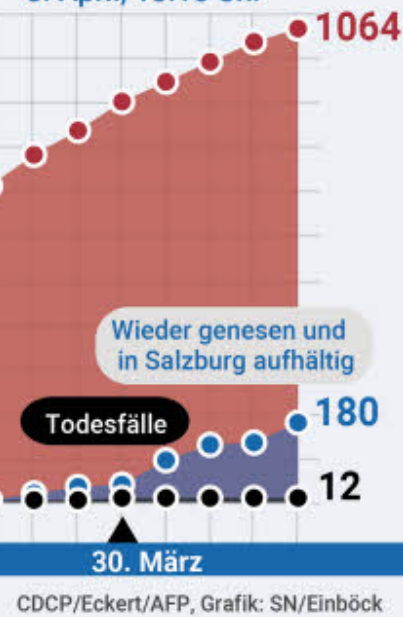 1064
Wieder genesen und
in Salzburg aufhältig
180
Todesfälle
12
30. März
CDCP/Eckert/AFP, Grafik: SN/Einböck